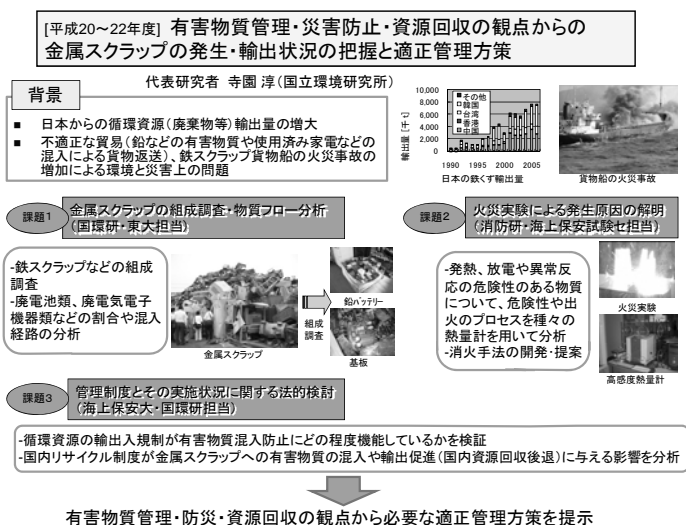 [平成20～22年度] 有害物質管理・災害防止・資源回収の観点からの
金属スクラップの発生・輸出状況の把握と適正管理方策
代表研究者 寺園 淳(国立環境研究所)
背景
■ 日本からの循環資源(廃棄物等)輸出量の増大
■ 不適正な貿易(鉛などの有害物質や使用済み家電などの
混入による貨物返送)、鉄スクラップ貨物船の火災事故の
増加による環境と災害上の問題
輸出量 [千t]
10,000
8,000
6,000
4,000
2,000
0
その他
韓国
台湾
香港
中国
1990 1995 2000 2005
日本の鉄くず輸出量
貨物船の火災事故
課題1
金属スクラップの組成調査・物質フロー分析
(国環研・東大担当)
-鉄スクラップなどの組成
調査
-廃電池類、廃電気電子
機器類などの割合や混入
経路の分析
金属スクラップ
組成
調査
鉛バッテリー
基板
課題2
火災実験による発生原因の解明
(消防研・海上保安試験セ担当)
-発熱、放電や異常反
応の危険性のある物質
について、危険性や出
火のプロセスを種々の
熱量計を用いて分析
-消火手法の開発・提案
火災実験
高感度熱量計
課題3
管理制度とその実施状況に関する法的検討
(海上保安大・国環研担当)
-循環資源の輸出入規制が有害物質混入防止にどの程度機能しているかを検証
-国内リサイクル制度が金属スクラップへの有害物質の混入や輸出促進(国内資源回収後退)に与える影響を分析
有害物質管理・防災・資源回収の観点から必要な適正管理方策を提示